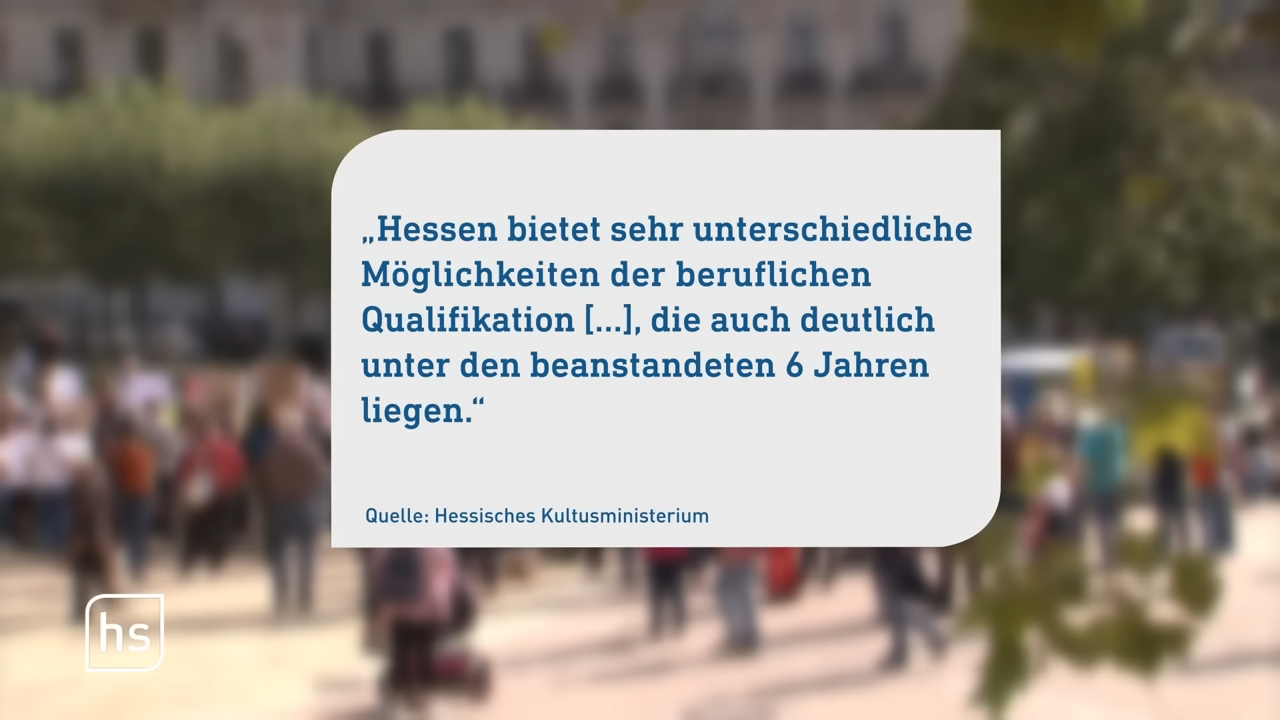 „Hessen bietet sehr unterschiedliche
Möglichkeiten der beruflichen
Qualifikation [...], die auch deutlich
unter den beanstandeten 6 Jahren
liegen.“
Quelle: Hessisches Kultusministerium
hs